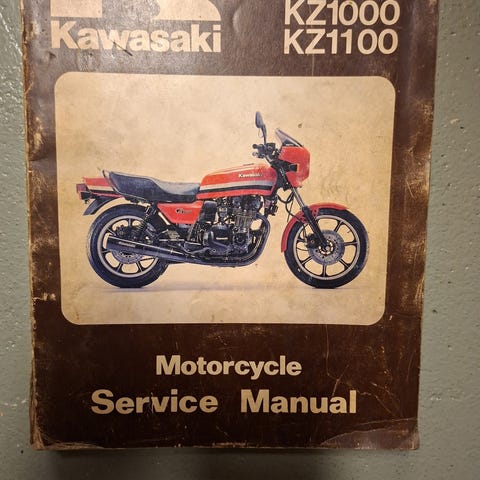 KZ1000
Kawasaki KZ1100
Kawasaki
Motorcycle
Service Manual